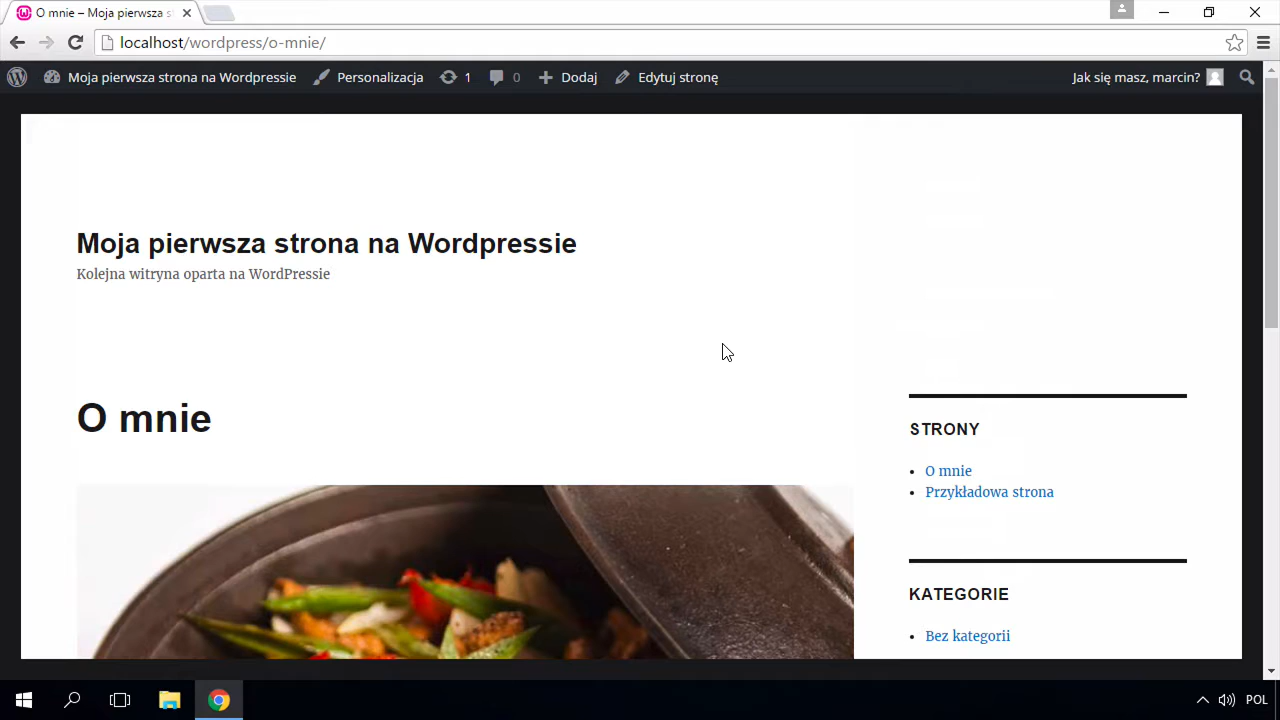 O mnie – Moja pierwsza s
localhost/wordpress/o-mnie/
Moja pierwsza strona na Wordpressie Personalizacja 1 0 Dodaj Edytuj stronę Jak się masz, marcin?
Moja pierwsza strona na Wordpressie
Kolejna witryna oparta na WordPressie
O mnie
STRONY
O mnie
Przykładowa strona
KATEGORIE
Bez kategorii
POL